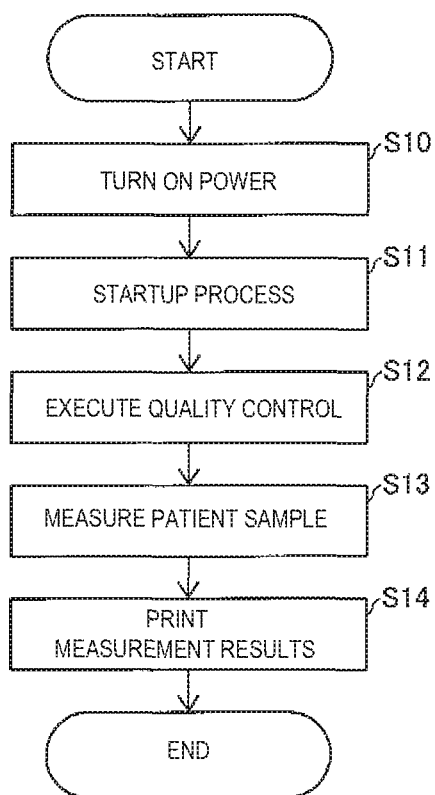 START
S10
TURN ON POWER
S11
STARTUP PROCESS
S12
EXECUTE QUALITY CONTROL
S13
MEASURE PATIENT SAMPLE
S14
PRINT
MEASUREMENT RESULTS
END